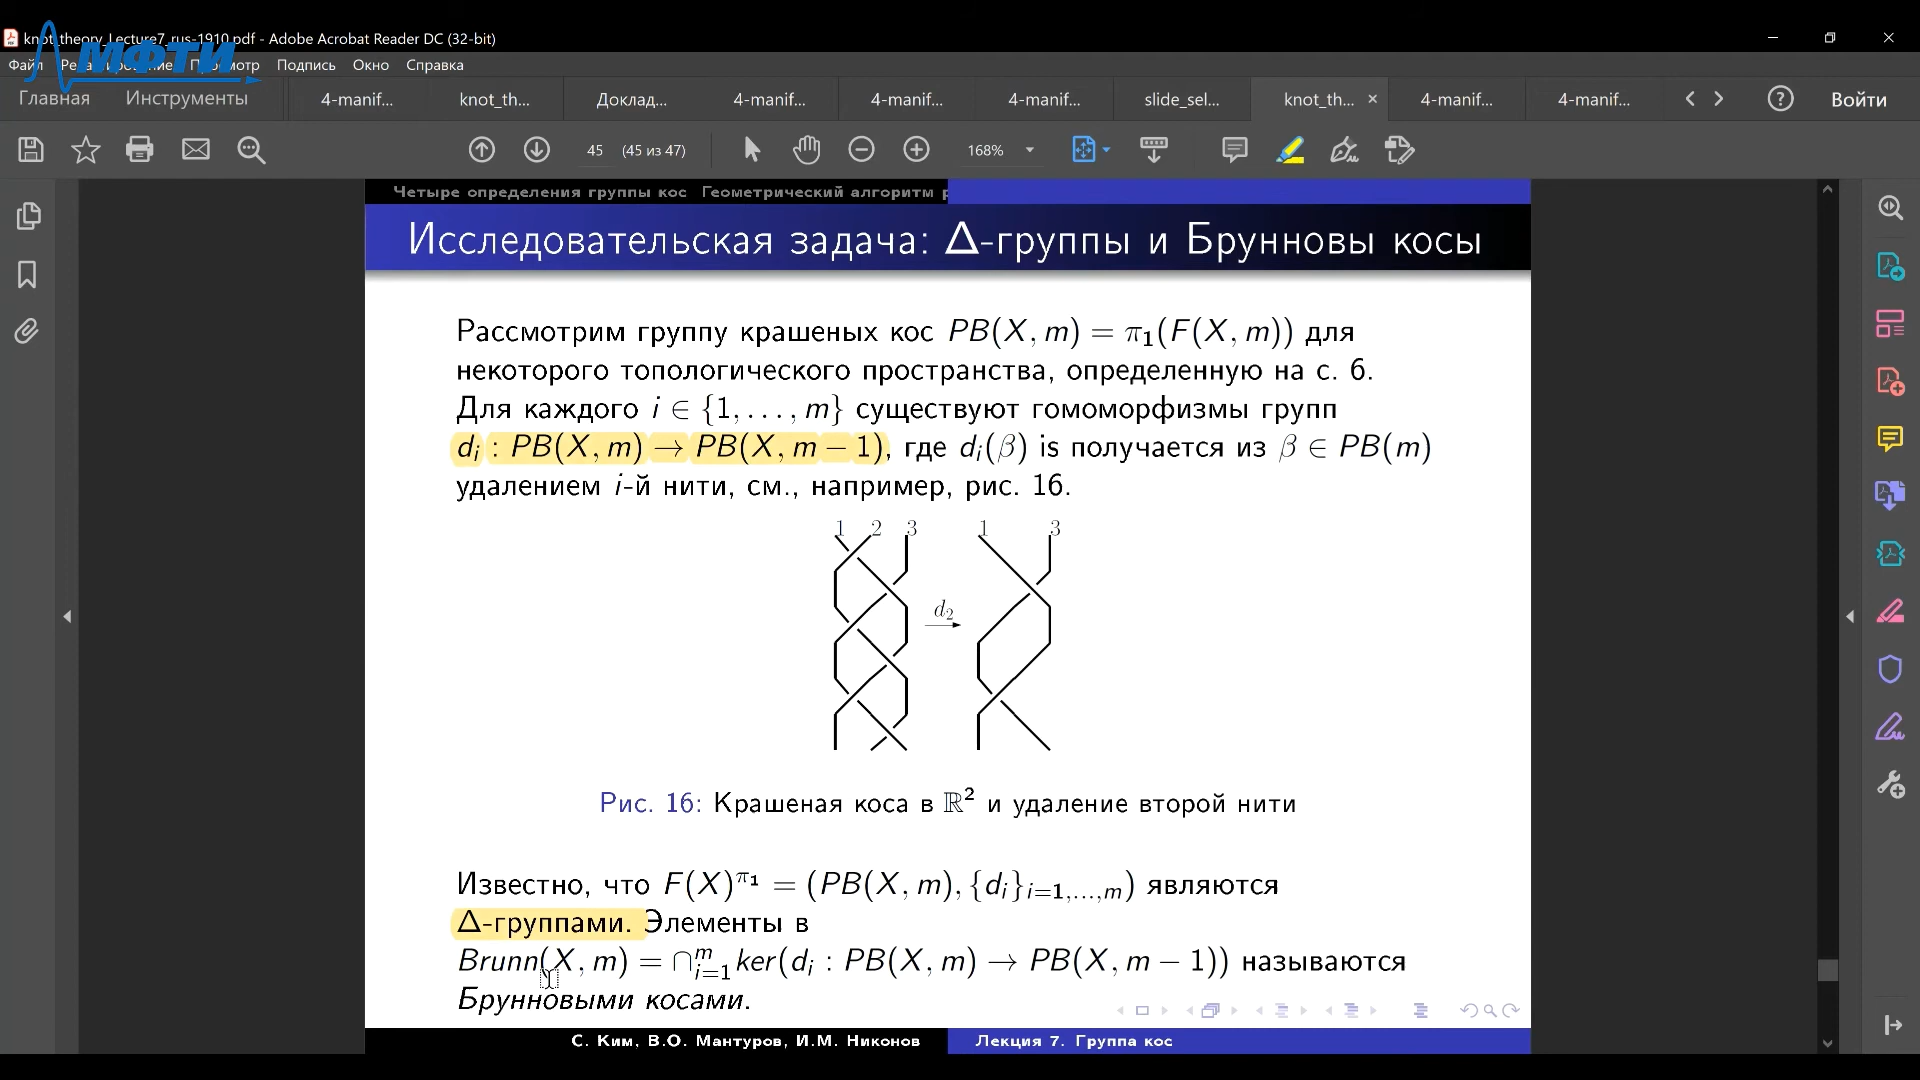 knot_theory_Lecture7_rus-1910.pdf - Adobe Acrobat Reader DC (32-bit)
МФТИ
Файл Редактирование Просмотр Подпись Окно Справка
Главная Инструменты 4-manif... knot_th... Доклад... 4-manif... 4-manif... 4-manif... slide_sel... knot_th... × 4-manif... 4-manif... Войти
45 (45 из 47) 168%
Четыре определения группы кос Геометрический алгоритм р
Исследовательская задача: Δ-группы и Брунновы косы
Рассмотрим группу крашеных кос PB(X, m) = π₁(F(X, m)) для
некоторого топологического пространства, определенную на с. 6.
Для каждого i ∈ {1, . . . , m} существуют гомоморфизмы групп
dᵢ : PB(X, m) → PB(X, m − 1), где dᵢ(β) is получается из β ∈ PB(m)
удалением i-й нити, см., например, рис. 16.
1 2 3 1 3
d₂
Рис. 16: Крашеная коса в ℝ² и удаление второй нити
Известно, что F(X)^π₁ = (PB(X, m), {dᵢ}ᵢ₌₁,...,ₘ) являются
Δ-группами. Элементы в
Brunn(X, m) = ∩ᵢ₌₁ᵐ ker(dᵢ : PB(X, m) → PB(X, m − 1)) называются
Брунновыми косами.
С. Ким, В.О. Мантуров, И.М. Никонов Лекция 7. Группа кос